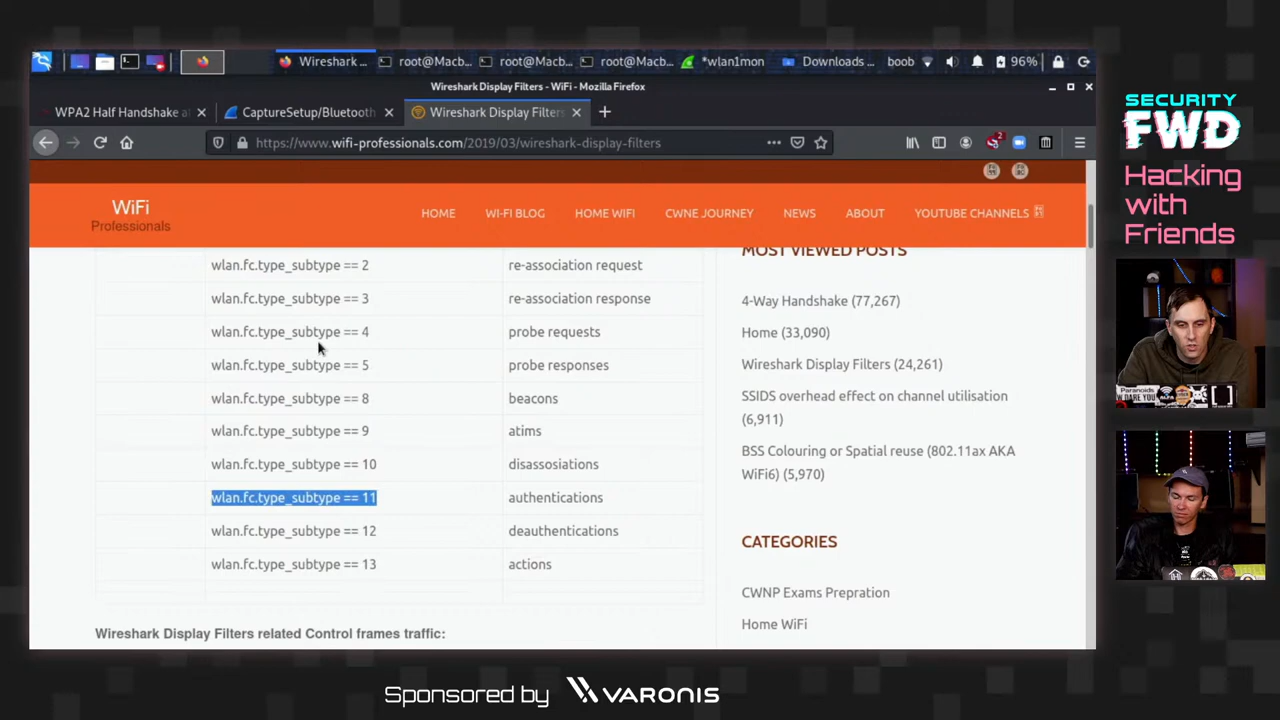 Wireshark ...
root@Macb...
root@Macb...
root@Macb...
*wlan1mon
Downloads ...
boob
96%
Wireshark Display Filters - WiFi - Mozilla Firefox
WPA2 Half Handshake a
CaptureSetup/Bluetooth
Wireshark Display Filters
https://www.wifi-professionals.com/2019/03/wireshark-display-filters
2
WiFi
Professionals
HOME
WI-FI BLOG
HOME WIFI
CWNE JOURNEY
NEWS
ABOUT
YOUTUBE CHANNELS
wlan.fc.type_subtype == 2 re-association request
wlan.fc.type_subtype == 3 re-association response
wlan.fc.type_subtype == 4 probe requests
wlan.fc.type_subtype == 5 probe responses
wlan.fc.type_subtype == 8 beacons
wlan.fc.type_subtype == 9 atims
wlan.fc.type_subtype == 10 disassosiations
wlan.fc.type_subtype == 11 authentications
wlan.fc.type_subtype == 12 deauthentications
wlan.fc.type_subtype == 13 actions
Wireshark Display Filters related Control frames traffic:
MOST VIEWED POSTS
4-Way Handshake (77,267)
Home (33,090)
Wireshark Display Filters (24,261)
SSIDS overhead effect on channel utilisation
(6,911)
BSS Colouring or Spatial reuse (802.11ax AKA
WiFi6) (5,970)
CATEGORIES
CWNP Exams Prepration
Home WiFi
SECURITY
FWD
Hacking
with
Friends
Paranoids
Sponsored by VARONIS